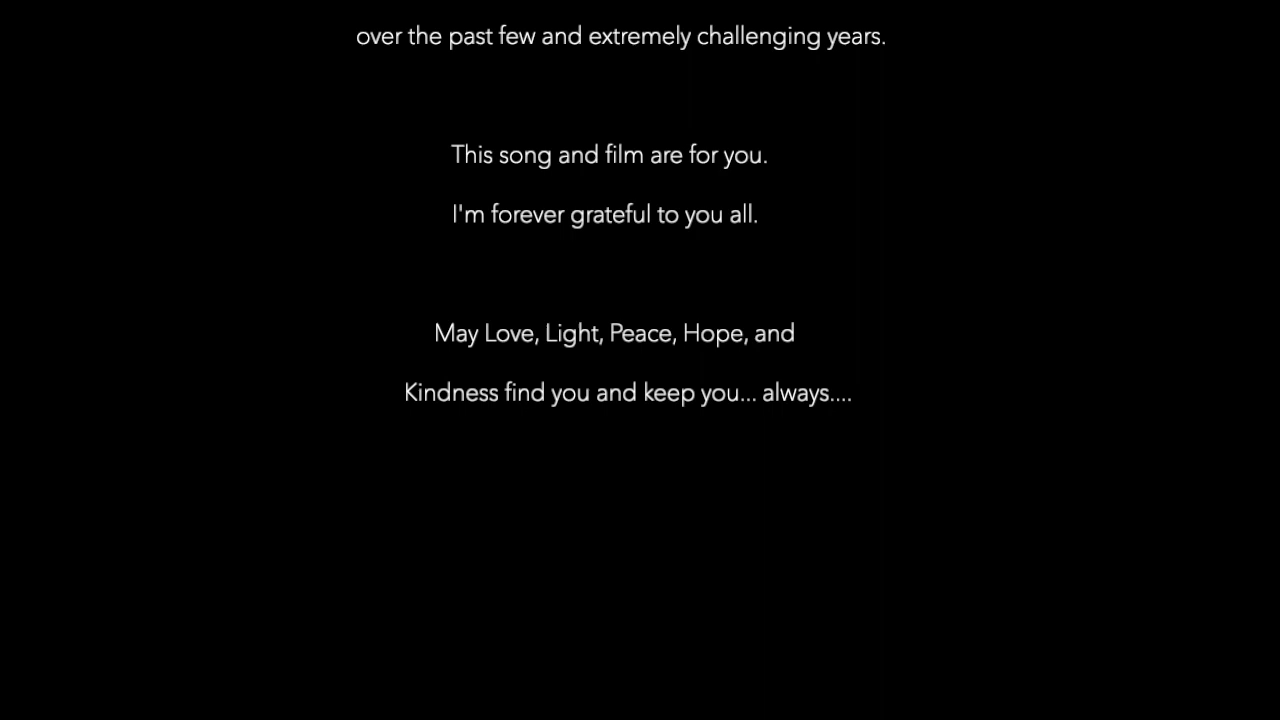 over the past few and extremely challenging years.
This song and film are for you.
I'm forever grateful to you all.
May Love, Light, Peace, Hope, and
Kindness find you and keep you... always....